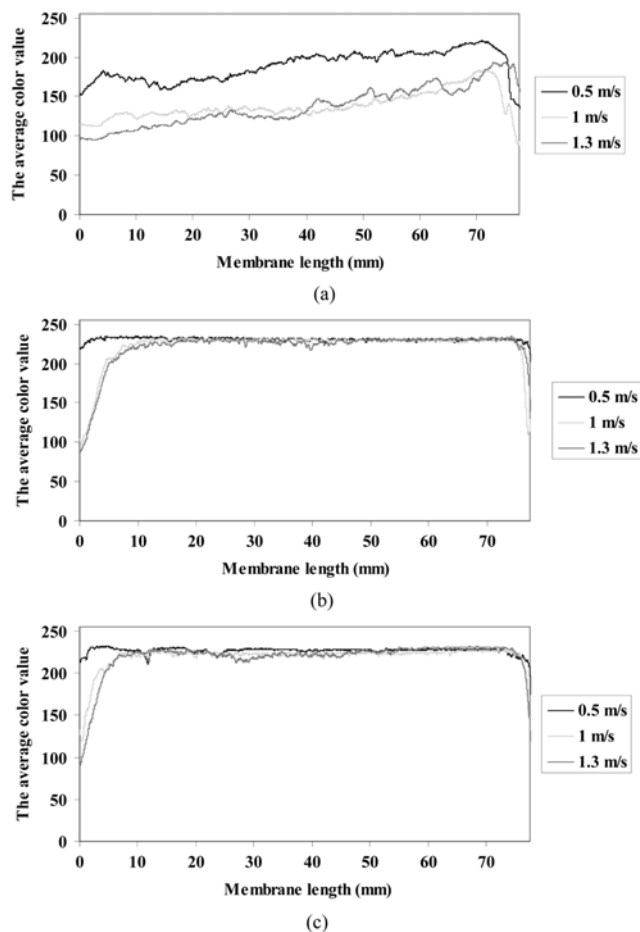 The average color value
250
200
150
100
50
0
0 10 20 30 40 50 60 70
Membrane length (mm)
0.5 m/s
1 m/s
1.3 m/s
(a)
The average color value
250
200
150
100
50
0
0 10 20 30 40 50 60 70
Membrane length (mm)
0.5 m/s
1 m/s
1.3 m/s
(b)
The average color value
250
200
150
100
50
0
0 10 20 30 40 50 60 70
Membrane length (mm)
0.5 m/s
1 m/s
1.3 m/s
(c)